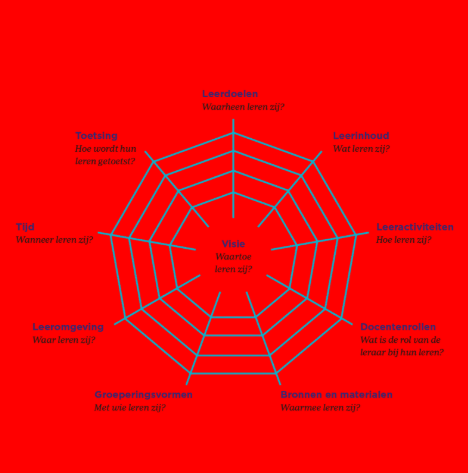 Leerdoelen
Waarheen leren zij?
Leerinhoud
Wat leren zij?
Leeractiviteiten
Hoe leren zij?
Docentenrollen
Wat is de rol van de
leraar bij hun leren?
Bronnen en materialen
Waarmee leren zij?
Groeperingsvormen
Met wie leren zij?
Leeromgeving
Waar leren zij?
Tijd
Wanneer leren zij?
Toetsing
Hoe wordt hun
leren getoetst?
Visie
Waartoe
leren zij?